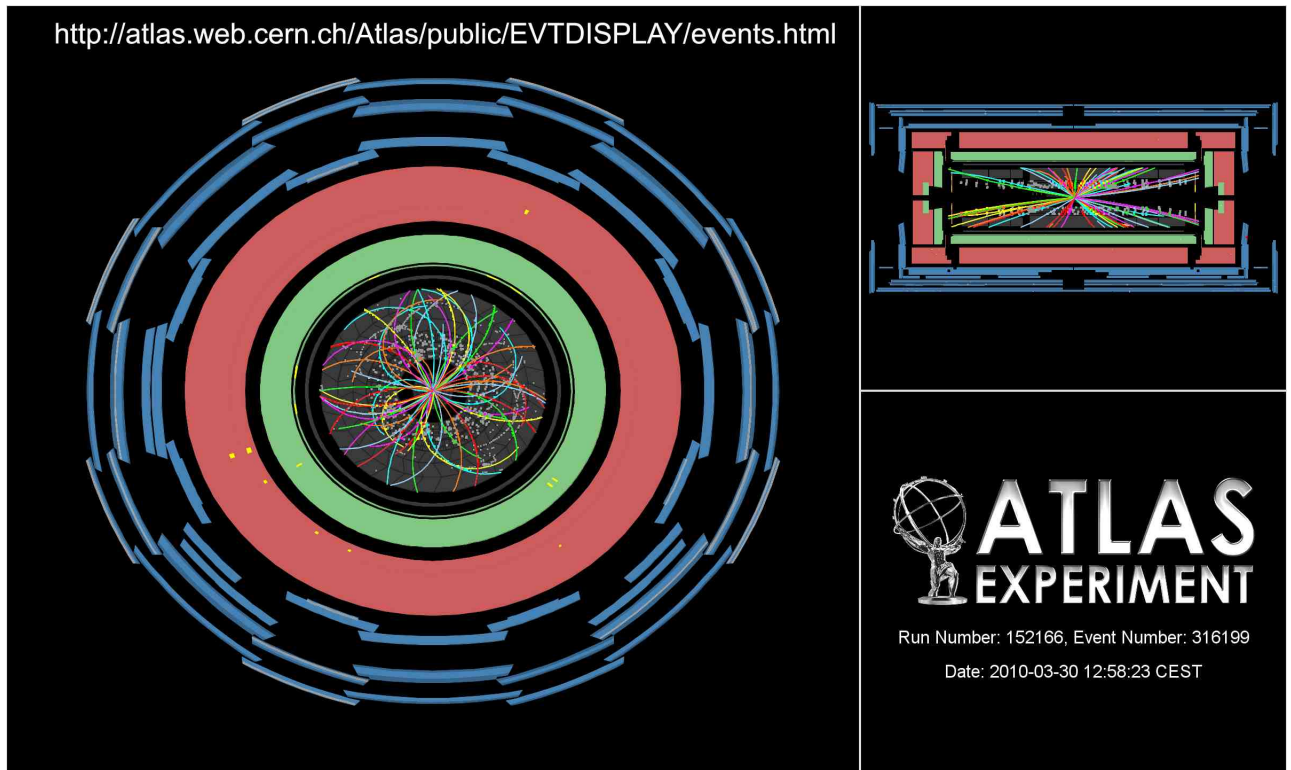 http://atlas.web.cern.ch/Atlas/public/EVTDISPLAY/events.html
ATLAS
EXPERIMENT
Run Number: 152166, Event Number: 316199
Date: 2010-03-30 12:58:23 CEST